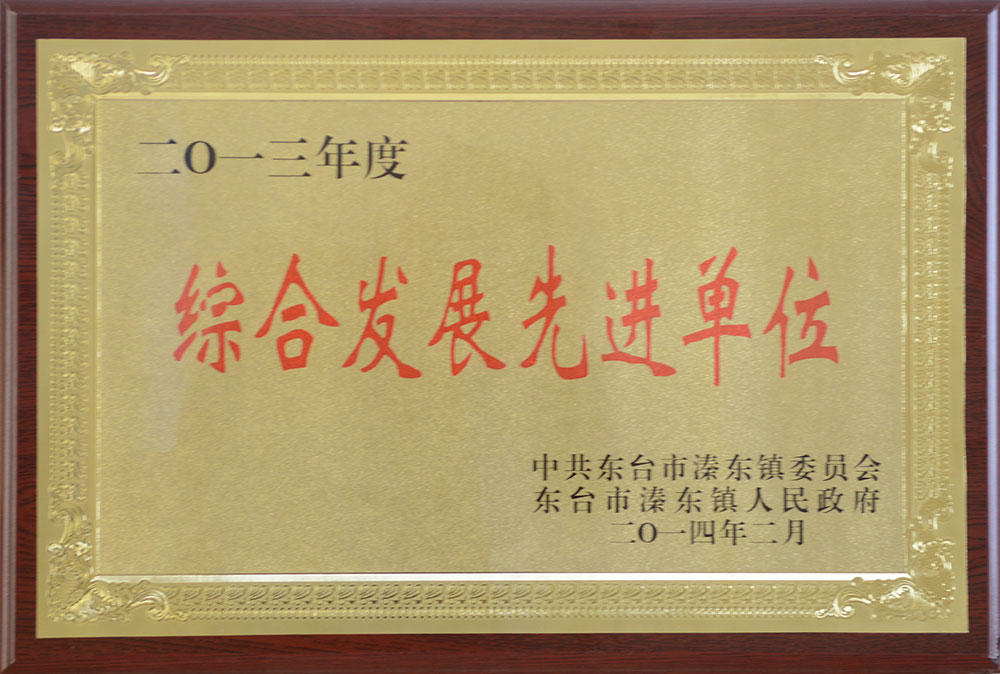 二O一三年度
综合发展先进单位
中共东台市溱东镇委员会
东台市溱东镇人民政府
二O一四年二月